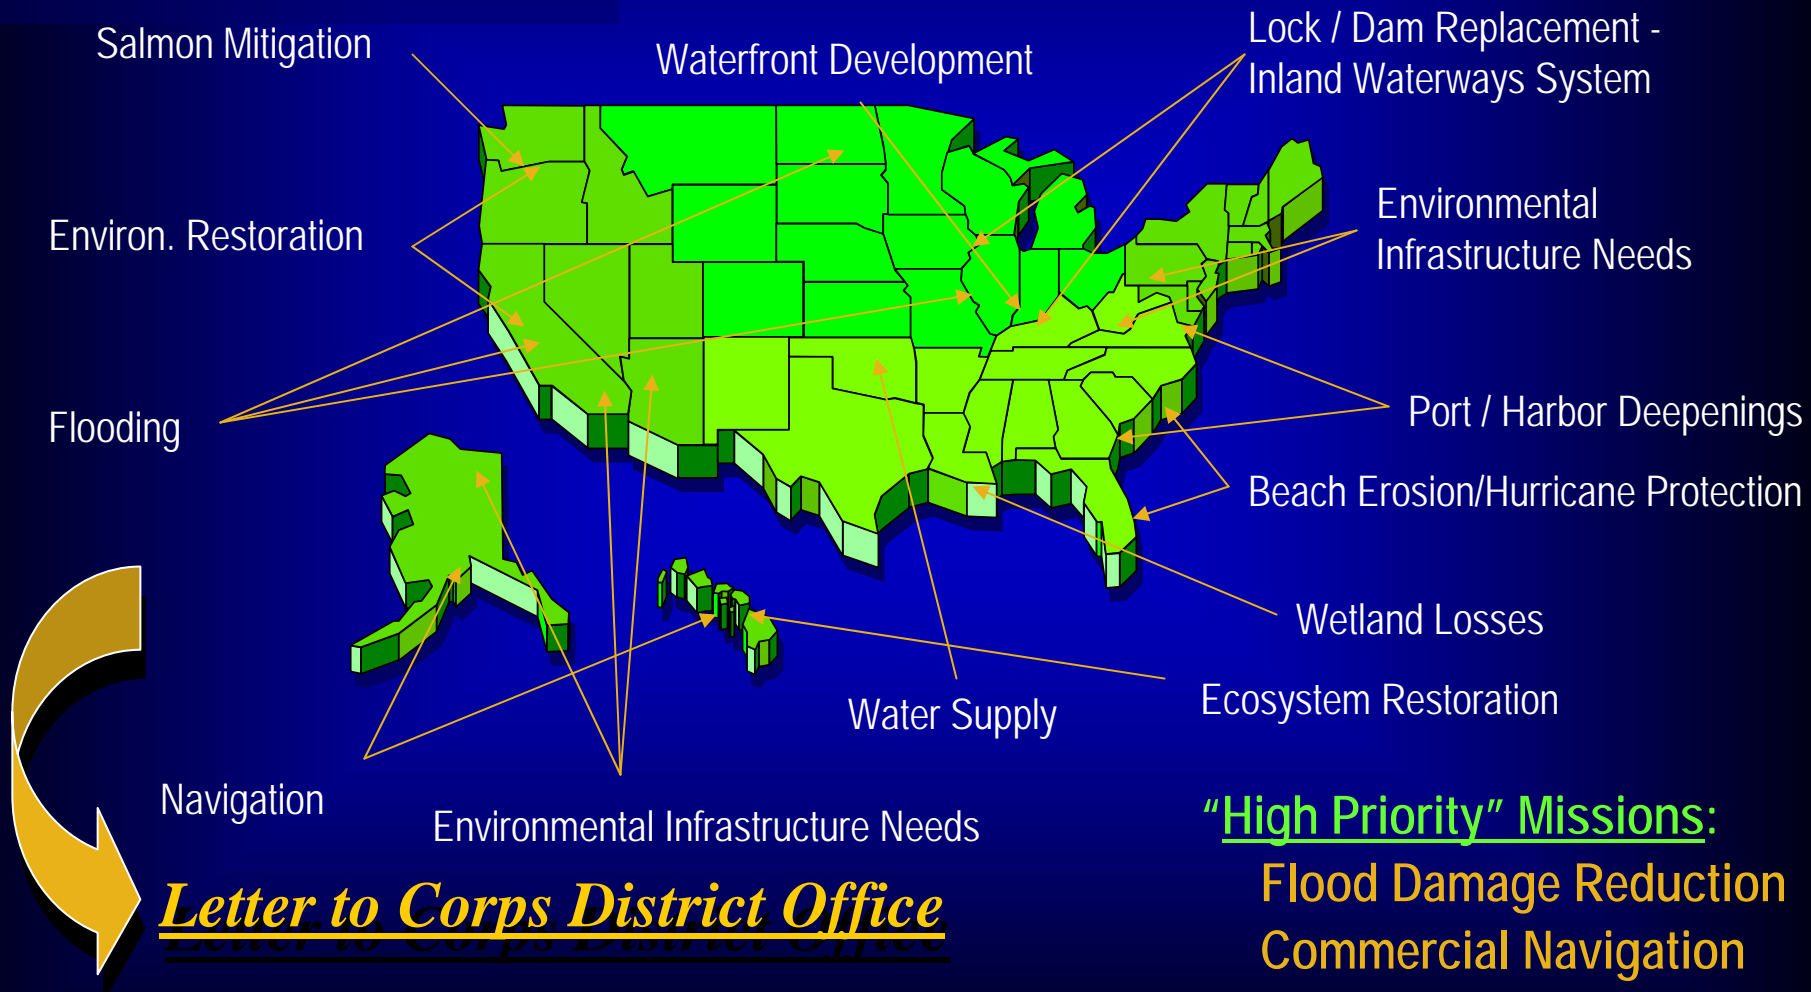 Salmon Mitigation
Waterfront Development
Lock / Dam Replacement -
Inland Waterways System
Environ. Restoration
Environmental
Infrastructure Needs
Flooding
Port / Harbor Deepenings
Beach Erosion/Hurricane Protection
Wetland Losses
Ecosystem Restoration
Water Supply
Navigation
Environmental Infrastructure Needs
“High Priority” Missions:
Flood Damage Reduction
Commercial Navigation
Letter to Corps District Office